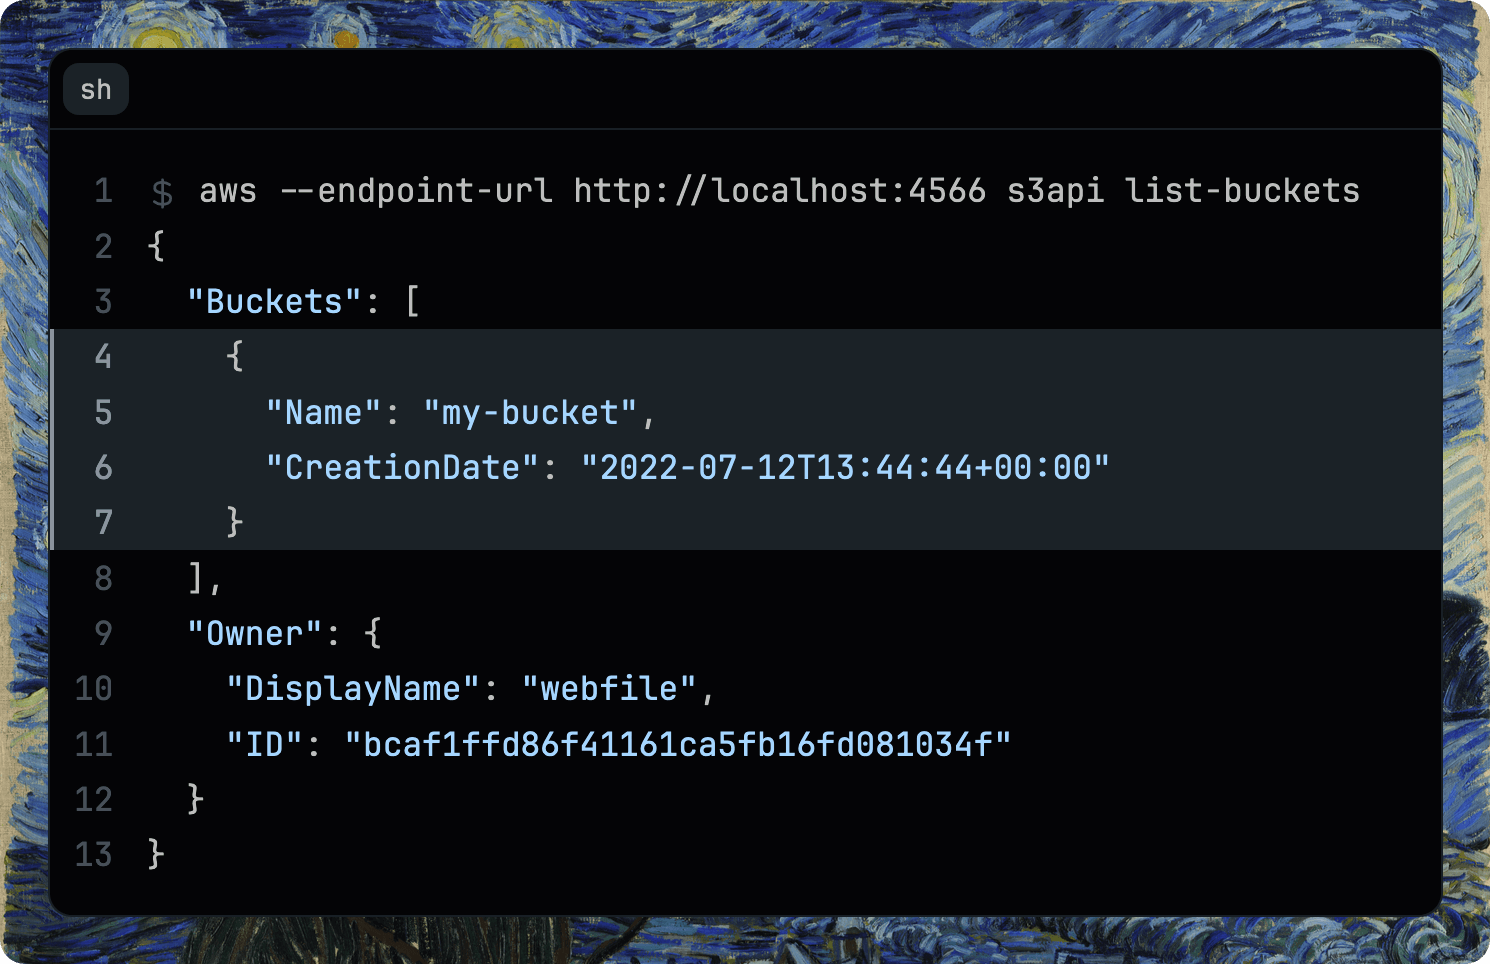 sh
1 $ aws --endpoint-url http://localhost:4566 s3api list-buckets
2 {
3   "Buckets": [
4     {
5       "Name": "my-bucket",
6       "CreationDate": "2022-07-12T13:44:44+00:00"
7     }
8   ],
9   "Owner": {
10     "DisplayName": "webfile",
11     "ID": "bcaf1ffd86f41161ca5fb16fd081034f"
12   }
13 }